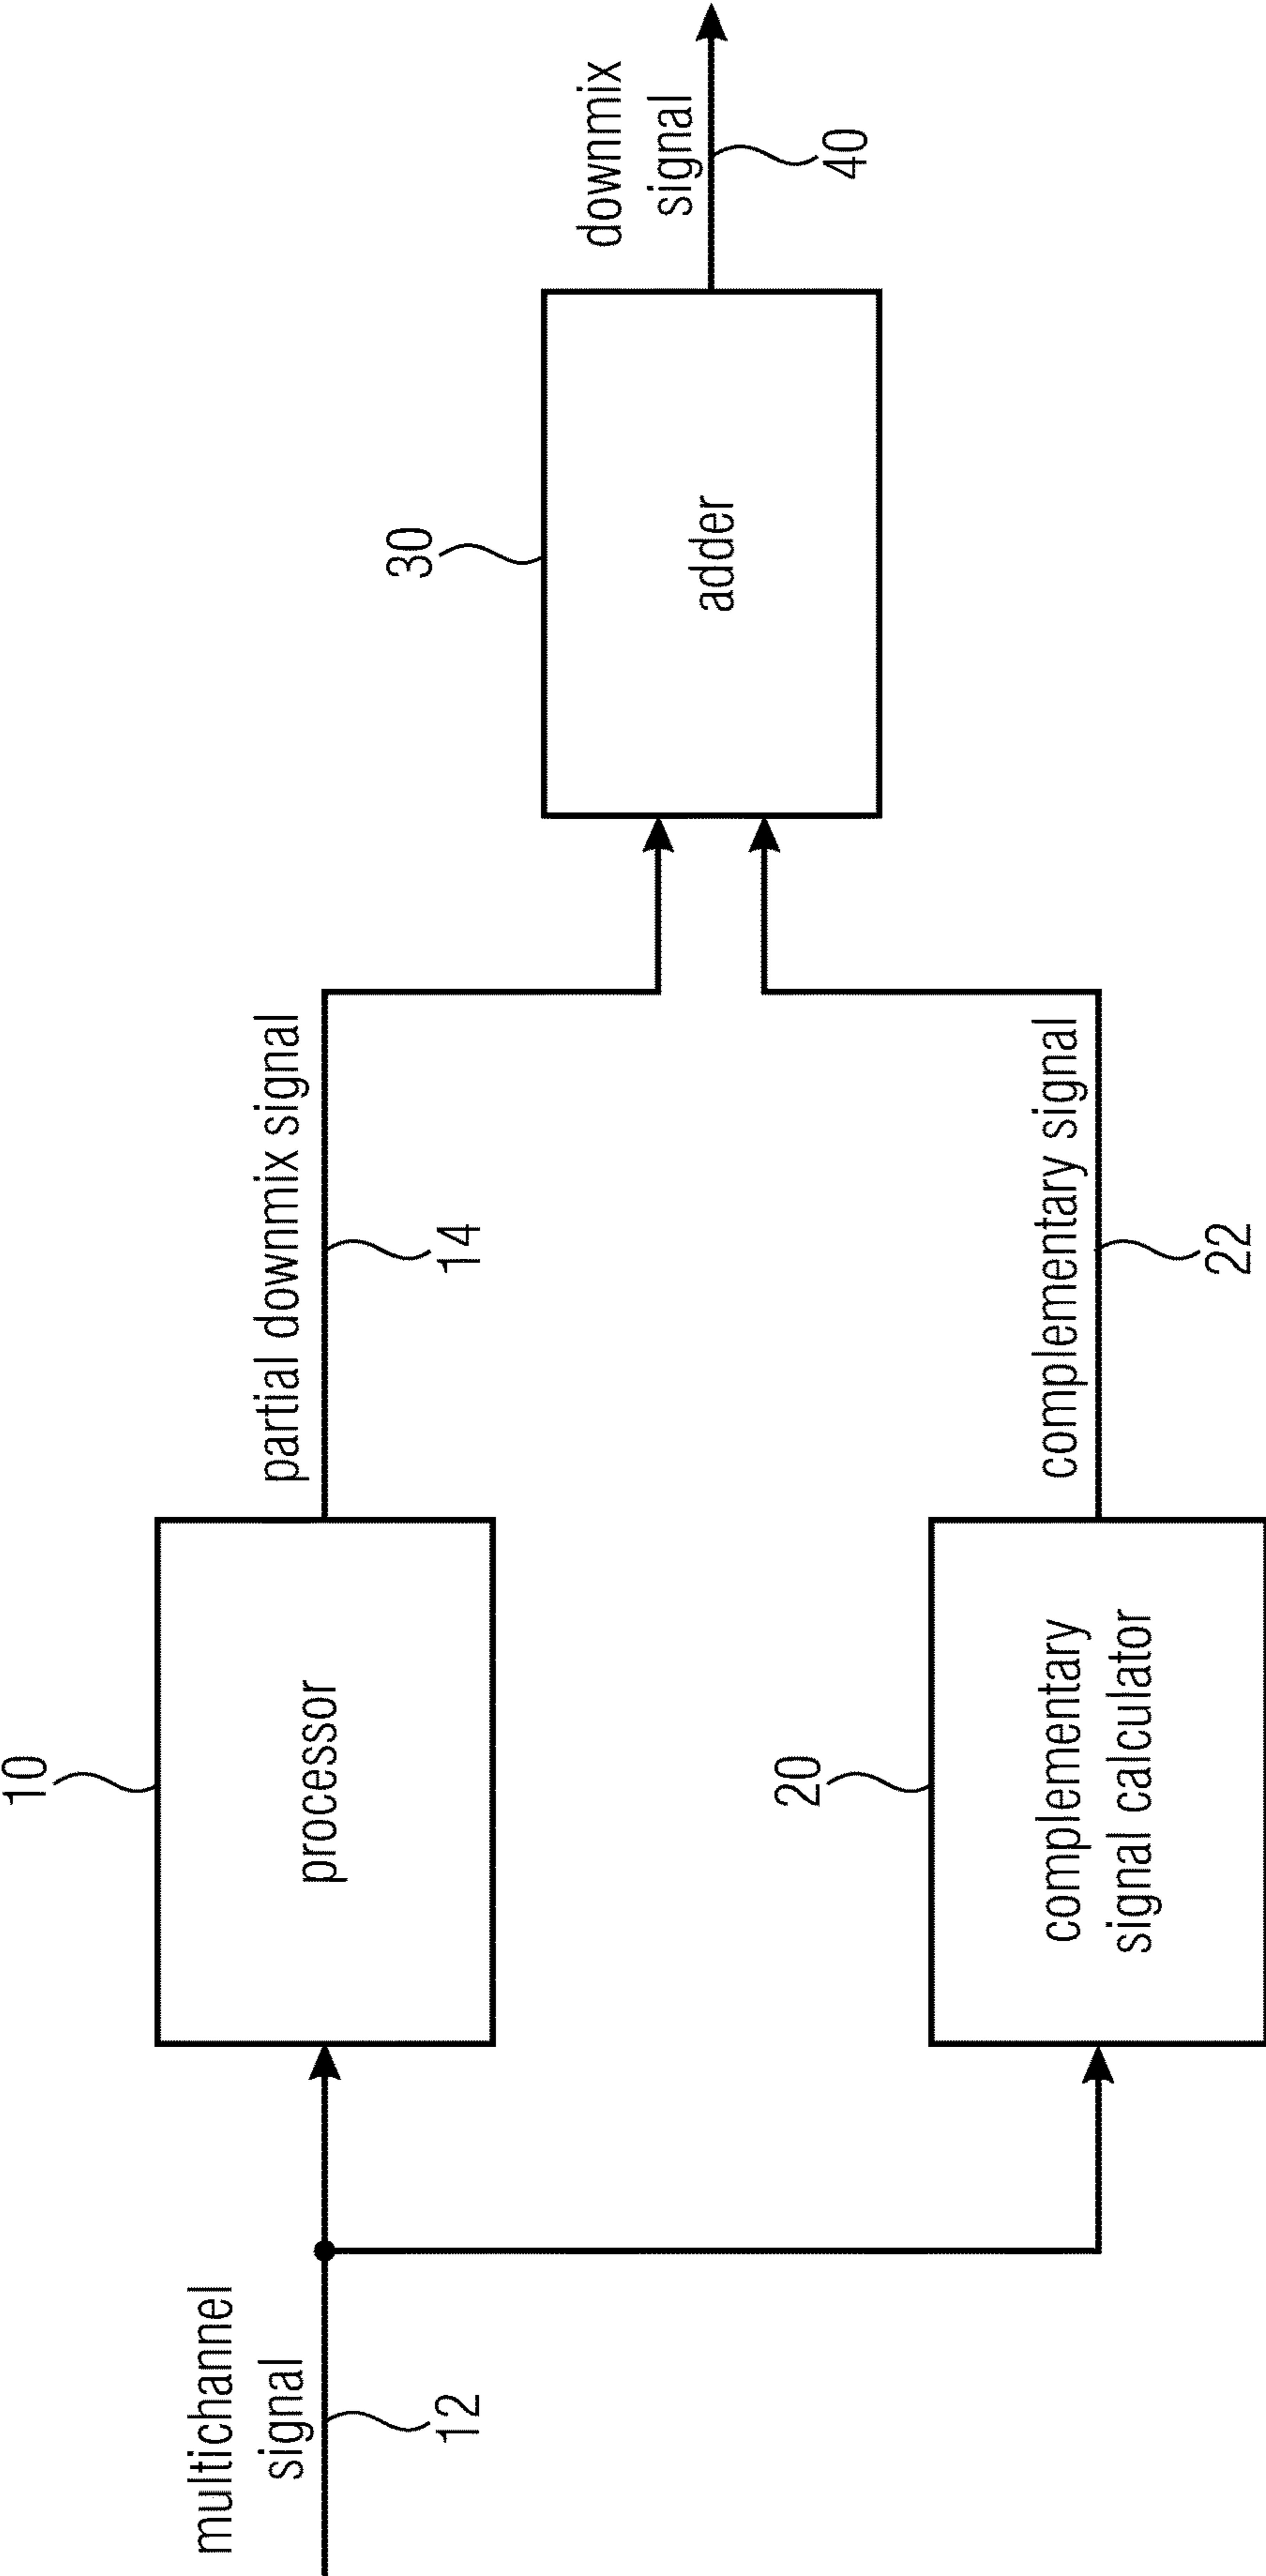 multichannel
signal
12
10
processor
partial downmix signal
14
20
complementary
signal calculator
complementary signal
22
30
adder
downmix
signal
40